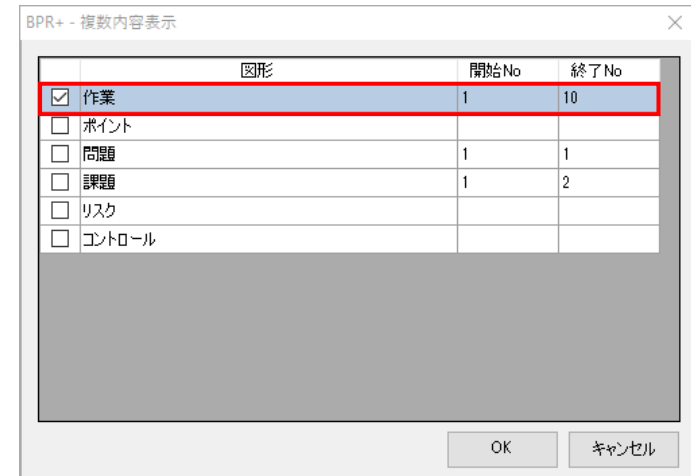 BPR+ - 複数内容表示
図形 開始No 終了No
作業 1 10
ポイント
問題 1 1
課題 1 2
リスク
コントロール
OK キャンセル